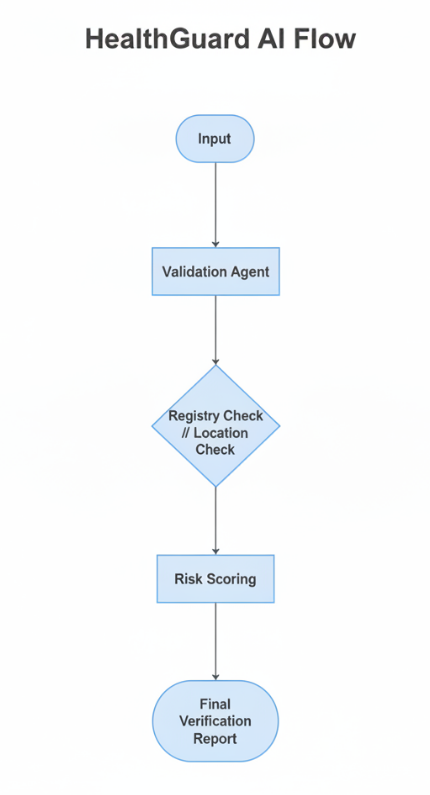 HealthGuard AI Flow
Input
Validation Agent
Registry Check
// Location
Check
Risk Scoring
Final
Verification
Report